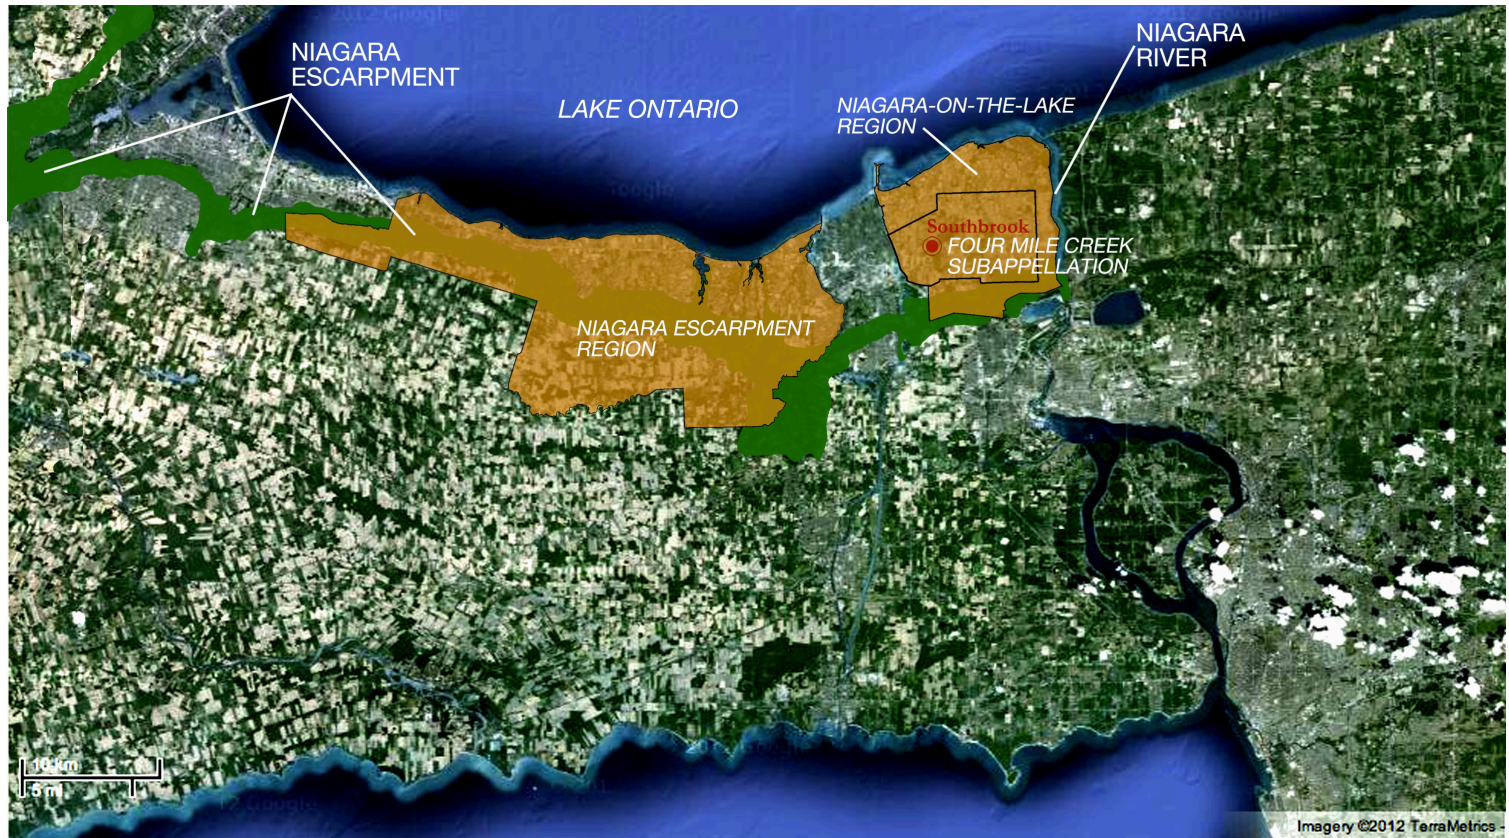 NIAGARA
ESCARPMENT
LAKE ONTARIO
NIAGARA-ON-THE-LAKE
REGION
NIAGARA
RIVER
Southbrook
FOUR MILE CREEK
SUBAPPELLATION
NIAGARA ESCARPMENT
REGION
10 km
5 mi
Imagery ©2012 TerraMetrics -